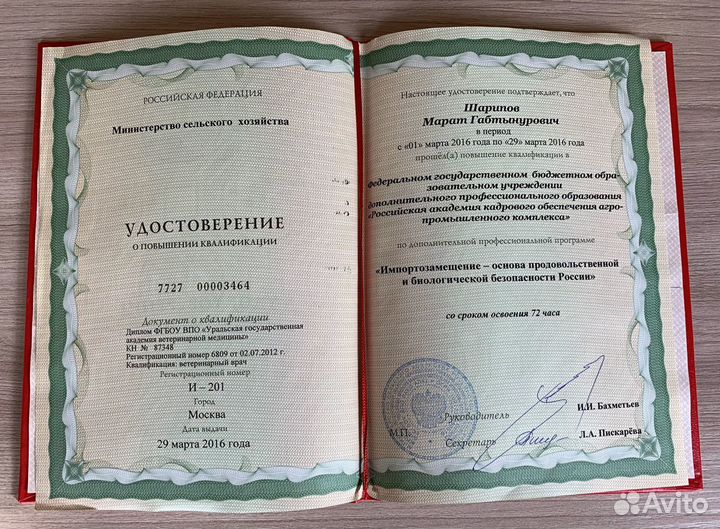 РОССИЙСКАЯ ФЕДЕРАЦИЯ
Министерство сельского хозяйства
УДОСТОВЕРЕНИЕ
О ПОВЫШЕНИИ КВАЛИФИКАЦИИ
7727 00003464
Документ о квалификации
Диплом ФГБОУ ВПО «Уральская государственная
академия ветеринарной медицины»
КН № 87348
Регистрационный номер 6809 от 02.07.2012 г.
Квалификация: ветеринарный врач
Регистрационный номер
И – 201
Город
Москва
Дата выдачи
29 марта 2016 года
Настоящее удостоверение подтверждает, что
Шарипов
Марат Габтынурович
в период
с «01» марта 2016 года по «29» марта 2016 года
прошёл(а) повышение квалификации в
Федеральном государственном бюджетном обра-
зовательном учреждении
дополнительного профессионального образования
«Российская академия кадрового обеспечения агро-
промышленного комплекса»
по дополнительной профессиональной программе
«Импортозамещение – основа продовольственной
и биологической безопасности России»
со сроком освоения 72 часа
Руководитель И.И. Бахметьев
М.П.
Секретарь Л.А. Пискарёва
Avito